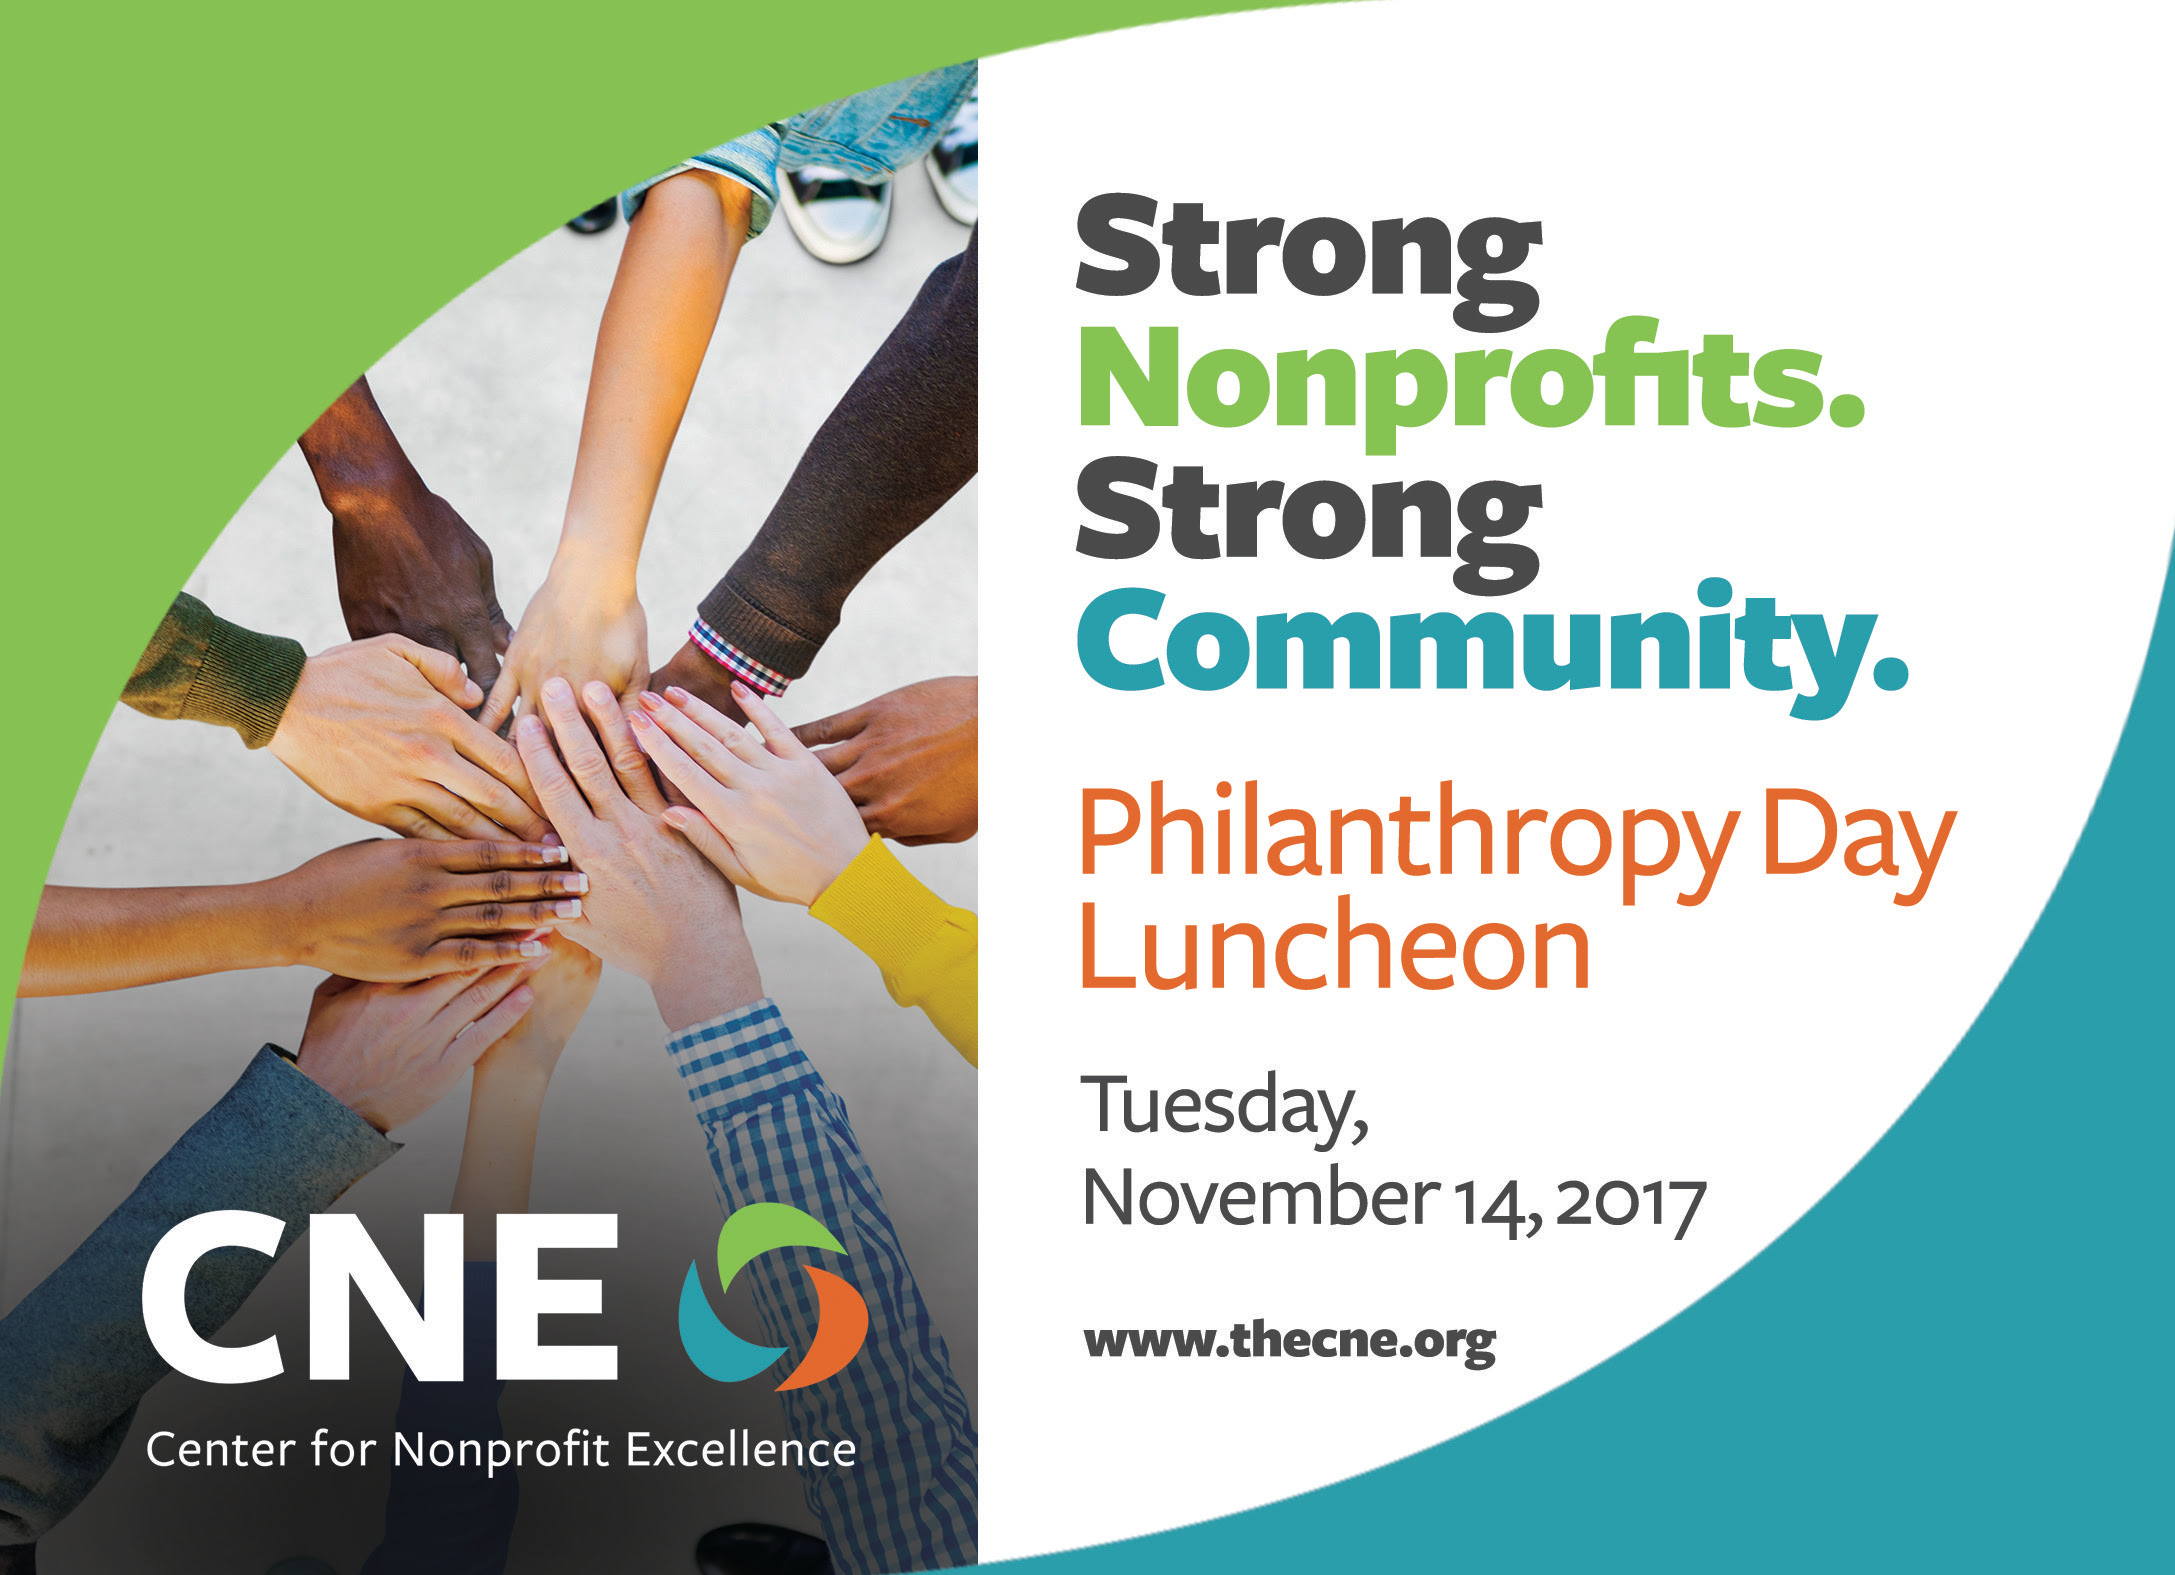 Strong
Nonprofits.
Strong
Community.
Philanthropy Day
Luncheon
Tuesday,
November 14, 2017
www.thecne.org
CNE
Center for Nonprofit Excellence